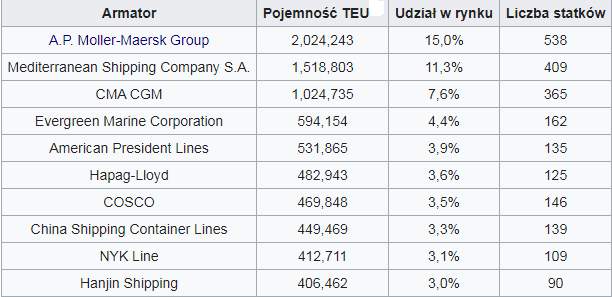 Armator Pojemność TEU Udział w rynku Liczba statków
A.P. Moller-Maersk Group 2,024,243 15,0% 538
Mediterranean Shipping Company S.A. 1,518,803 11,3% 409
CMA CGM 1,024,735 7,6% 365
Evergreen Marine Corporation 594,154 4,4% 162
American President Lines 531,865 3,9% 135
Hapag-Lloyd 482,943 3,6% 125
COSCO 469,848 3,5% 146
China Shipping Container Lines 449,469 3,3% 139
NYK Line 412,711 3,1% 109
Hanjin Shipping 406,462 3,0% 90